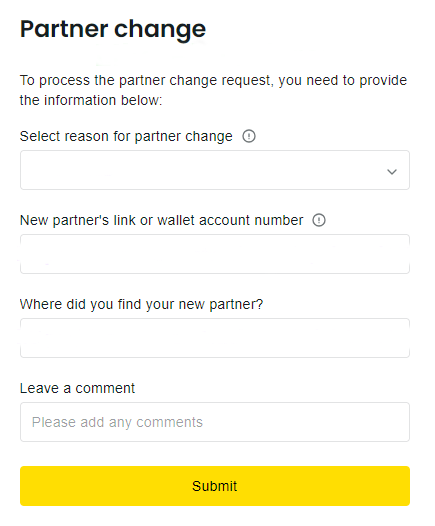 Partner change
To process the partner change request, you need to provide
the information below:
Select reason for partner change
New partner's link or wallet account number
Where did you find your new partner?
Leave a comment
Please add any comments
Submit